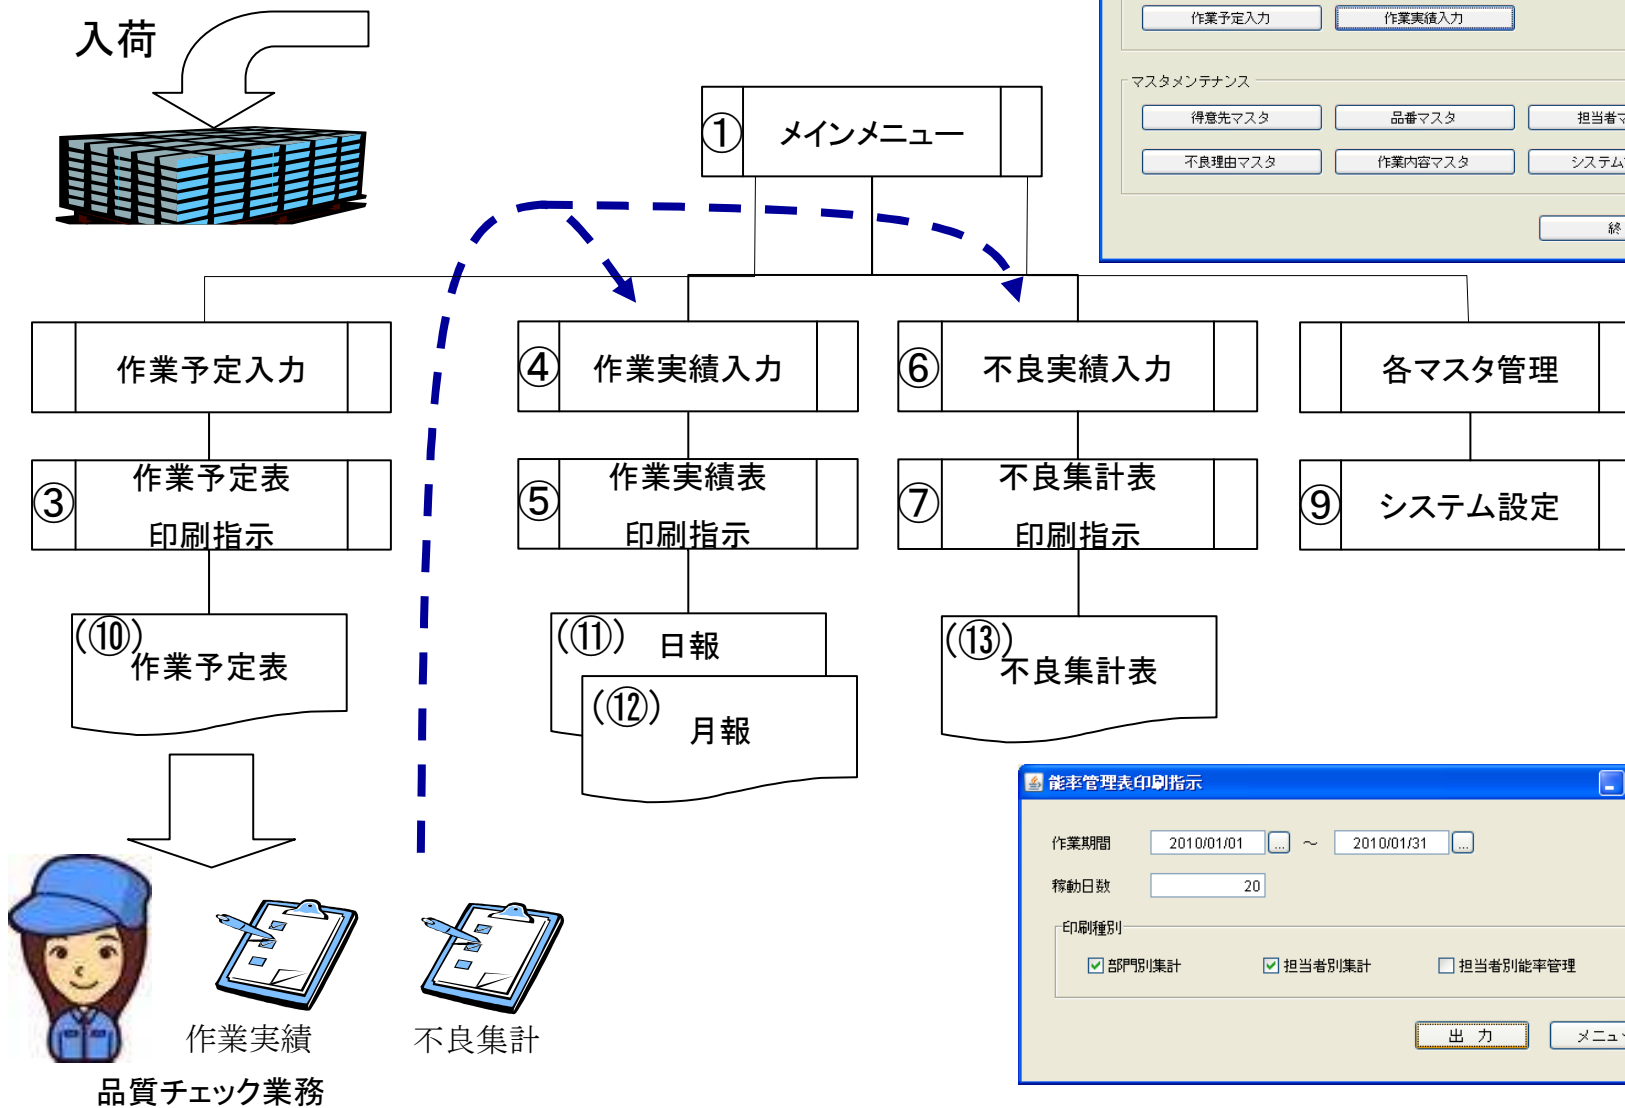 入荷
作業予定入力 作業実績入力
マスタメンテナンス
得意先マスタ 品番マスタ 担当者マ
不良理由マスタ 作業内容マスタ システム
終
① メインメニュー
作業予定入力
④ 作業実績入力
⑥ 不良実績入力
各マスタ管理
③ 作業予定表
印刷指示
⑤ 作業実績表
印刷指示
⑦ 不良集計表
印刷指示
⑨ システム設定
(⑩)
作業予定表
(⑪) 日報
(⑫) 月報
(⑬)
不良集計表
能率管理表印刷指示
作業期間 2010/01/01 ... ～ 2010/01/31 ...
稼動日数 20
印刷種別
部門別集計 担当者別集計 担当者別能率管理
出 力 メニュー
作業実績 不良集計
品質チェック業務